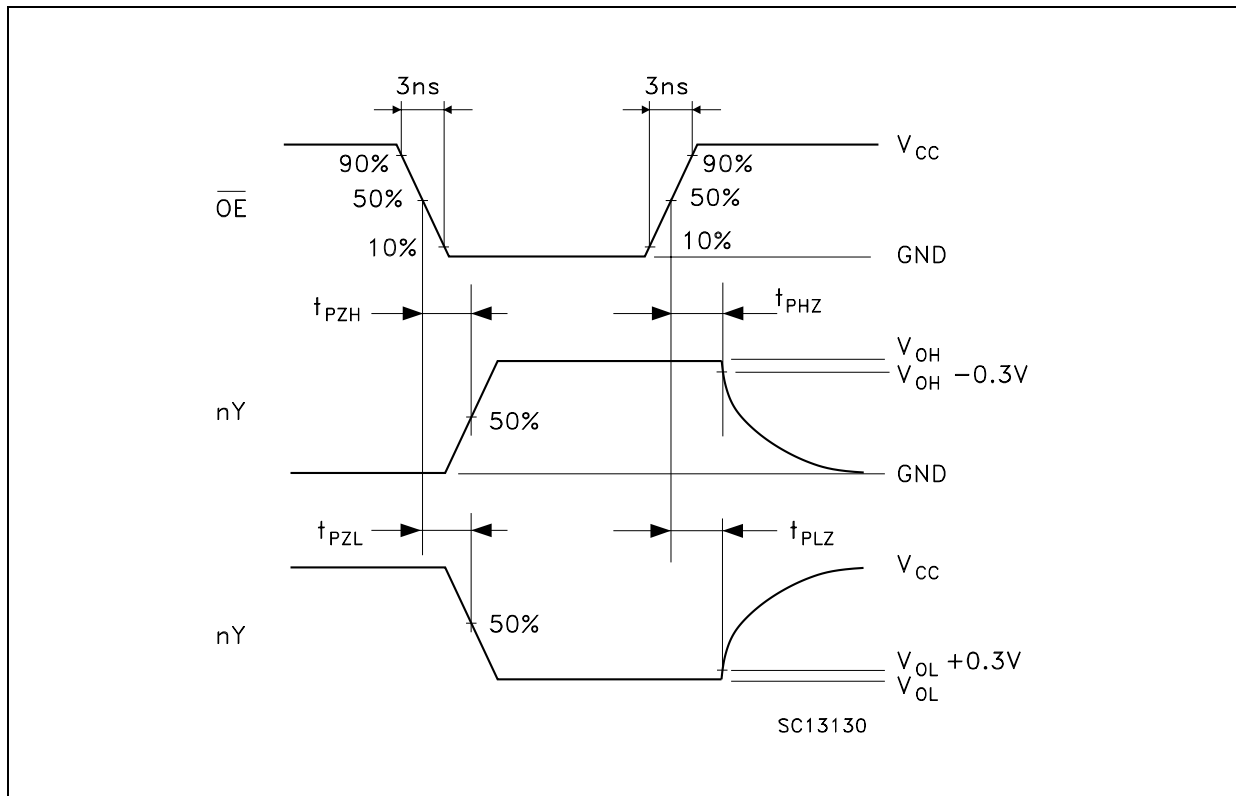 3ns 3ns
V_CC
90% 90%
50% 50%
O̅E̅
10% 10%
GND
t_PZH t_PHZ
V_OH
V_OH −0.3V
nY
50%
GND
t_PZL t_PLZ
V_CC
50%
nY
V_OL +0.3V
V_OL
SC13130